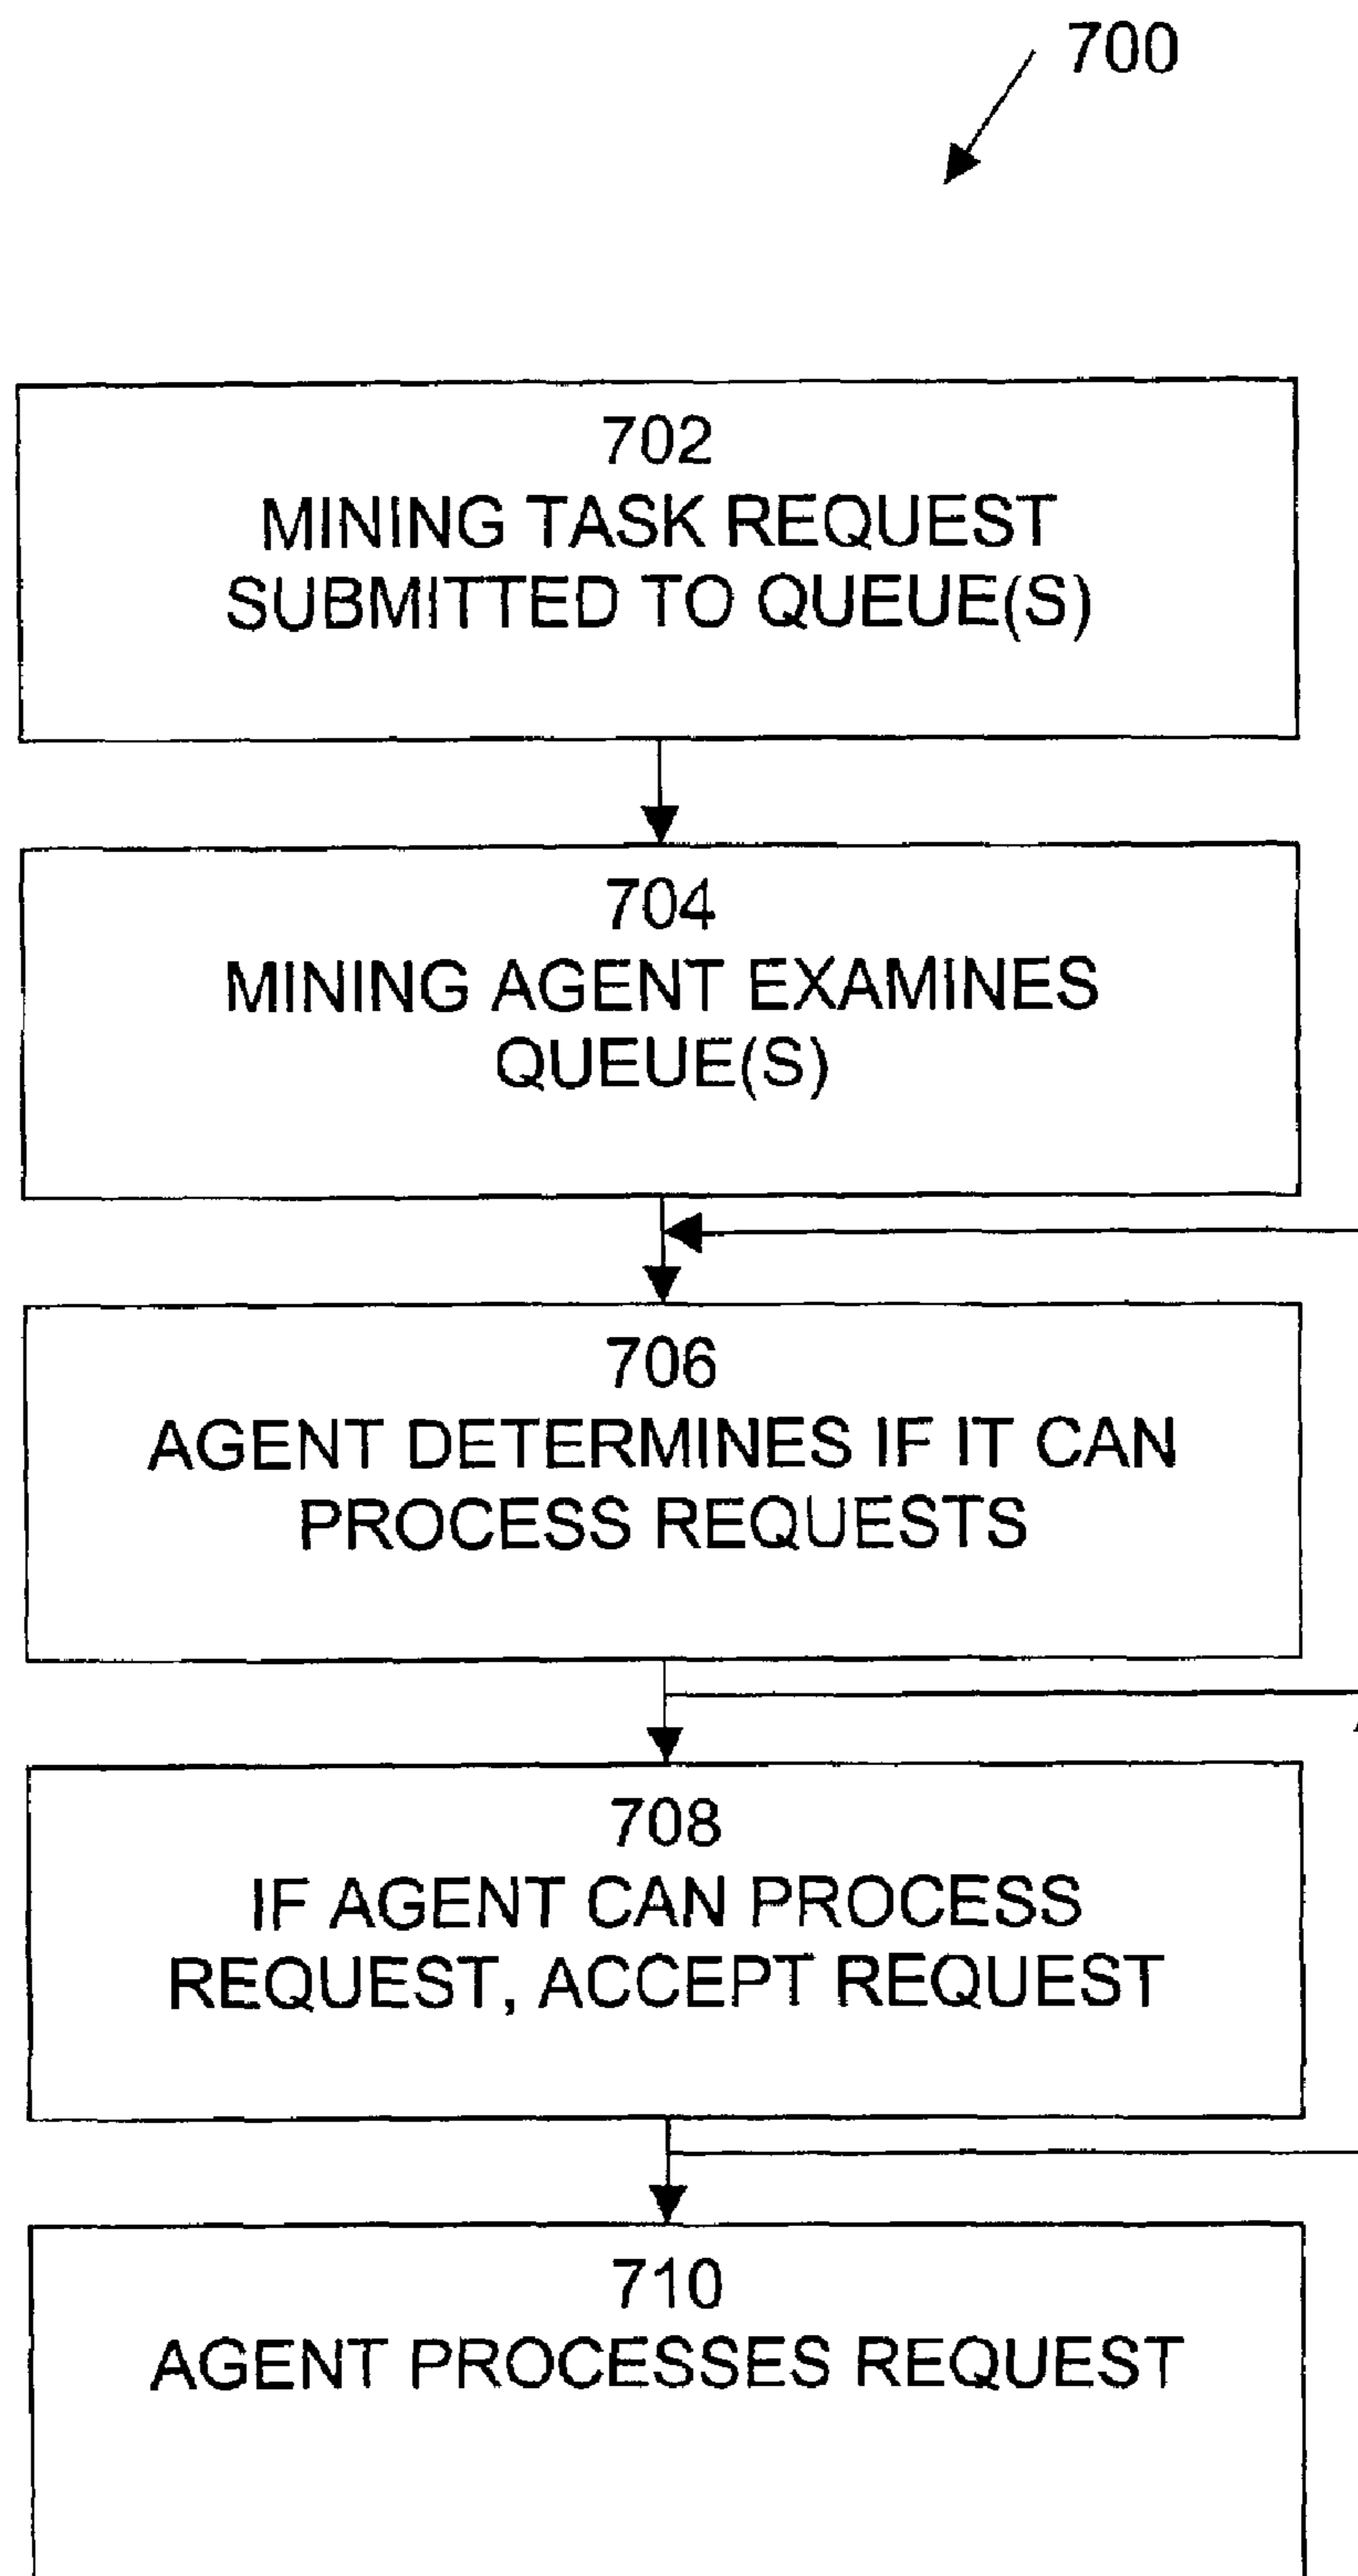 700
702
MINING TASK REQUEST
SUBMITTED TO QUEUE(S)
704
MINING AGENT EXAMINES
QUEUE(S)
706
AGENT DETERMINES IF IT CAN
PROCESS REQUESTS
708
IF AGENT CAN PROCESS
REQUEST, ACCEPT REQUEST
710
AGENT PROCESSES REQUEST